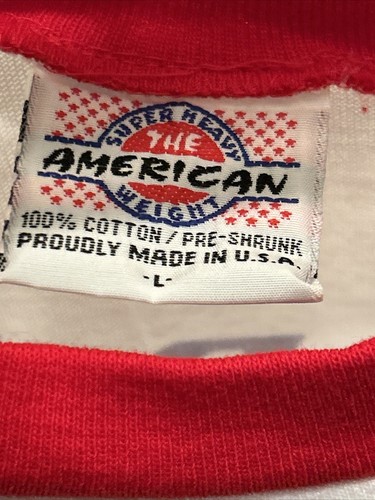 SUPER HEAVY
THE
AMERICAN
WEIGHT
100% COTTON / PRE-SHRUNK
PROUDLY MADE IN U.S.A.
-L-